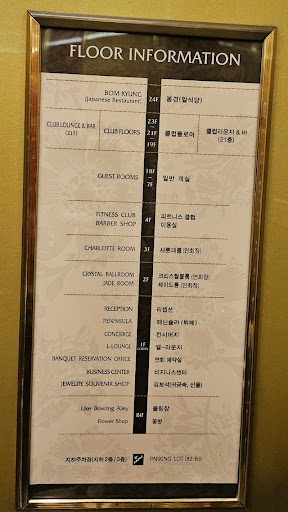 FLOOR INFORMATION
BOM KYUNG 24F 봄경(일식당)
(Japanese Restaurant)
23F
CLUB LOUNGE & BAR CLUB FLOORS 21F 클럽플로어 클럽라운지 & 바
(21F) (21층)
19F
18F
GUEST ROOMS 일반 객실
7F
FITNESS CLUB 4F 피트니스 클럽
BARBER SHOP 이용실
CHARLOTTE ROOM 3F 샤롯데룸(연회장)
CRYSTAL BALLROOM 2F 크리스탈볼룸(연회장)
JADE ROOM 제이드룸(연회장)
RECEPTION 리셉션
PENINSULA 페닌슐라(뷔페)
CONCIERGE 컨시어지
L-LOUNGE 1F 엘-라운지
BANQUET RESERVATION OFFICE 연회 예약실
BUSINESS CENTER 비지니스센터
JEWELRY, SOUVENIR SHOP 감보석(귀금속, 선물)
Like Bowling Alley B4F 볼링장
Flower Shop 꽃방
지하주차장(지하 2층 / 3층) PARKING LOT (B2/B3)